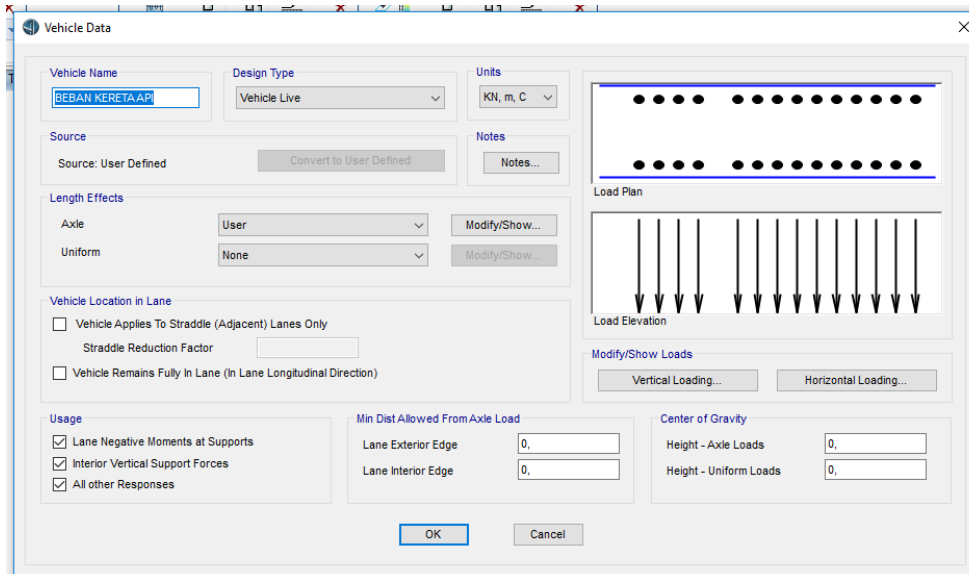 Vehicle Data
Vehicle Name
BEBAN KERETA API
Design Type
Vehicle Live
Units
KN, m, C
Source
Source: User Defined
Convert to User Defined
Notes
Notes...
Load Plan
Length Effects
Axle
User
Modify/Show...
Uniform
None
Modify/Show...
Load Elevation
Vehicle Location in Lane
Vehicle Applies To Straddle (Adjacent) Lanes Only
Straddle Reduction Factor
Vehicle Remains Fully In Lane (In Lane Longitudinal Direction)
Modify/Show Loads
Vertical Loading...
Horizontal Loading...
Usage
Lane Negative Moments at Supports
Interior Vertical Support Forces
All other Responses
Min Dist Allowed From Axle Load
Lane Exterior Edge
0,
Lane Interior Edge
0,
Center of Gravity
Height - Axle Loads
0,
Height - Uniform Loads
0,
OK
Cancel